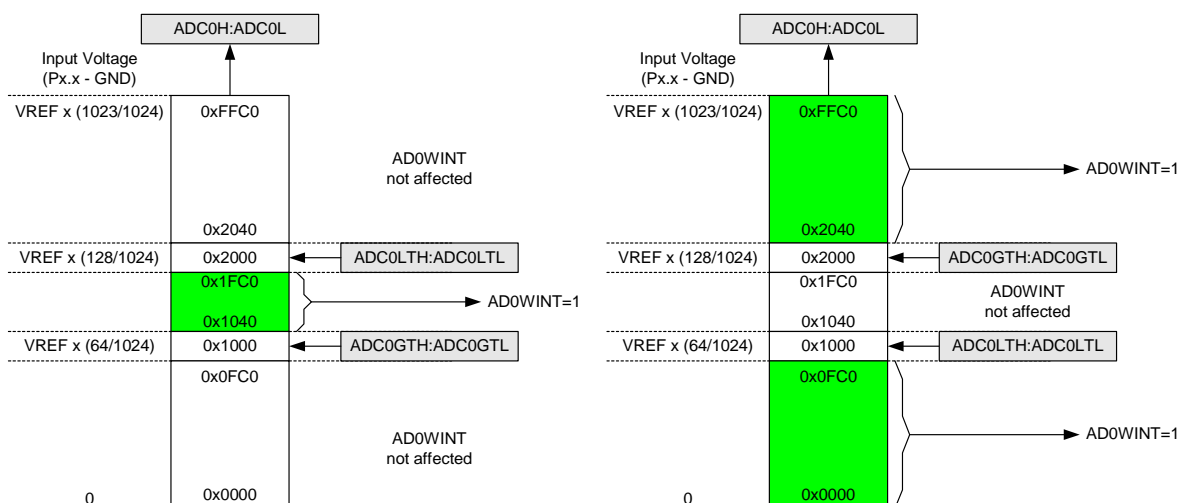 ADC0H:ADC0L
Input Voltage
(Px.x - GND)
VREF x (1023/1024)
0xFFC0
AD0WINT
not affected
0x2040
VREF x (128/1024)
0x2000
ADC0LTH:ADC0LTL
0x1FC0
AD0WINT=1
0x1040
VREF x (64/1024)
0x1000
ADC0GTH:ADC0GTL
0x0FC0
AD0WINT
not affected
0
0x0000
ADC0H:ADC0L
Input Voltage
(Px.x - GND)
VREF x (1023/1024)
0xFFC0
AD0WINT=1
0x2040
VREF x (128/1024)
0x2000
ADC0GTH:ADC0GTL
0x1FC0
AD0WINT
not affected
0x1040
VREF x (64/1024)
0x1000
ADC0LTH:ADC0LTL
0x0FC0
AD0WINT=1
0
0x0000